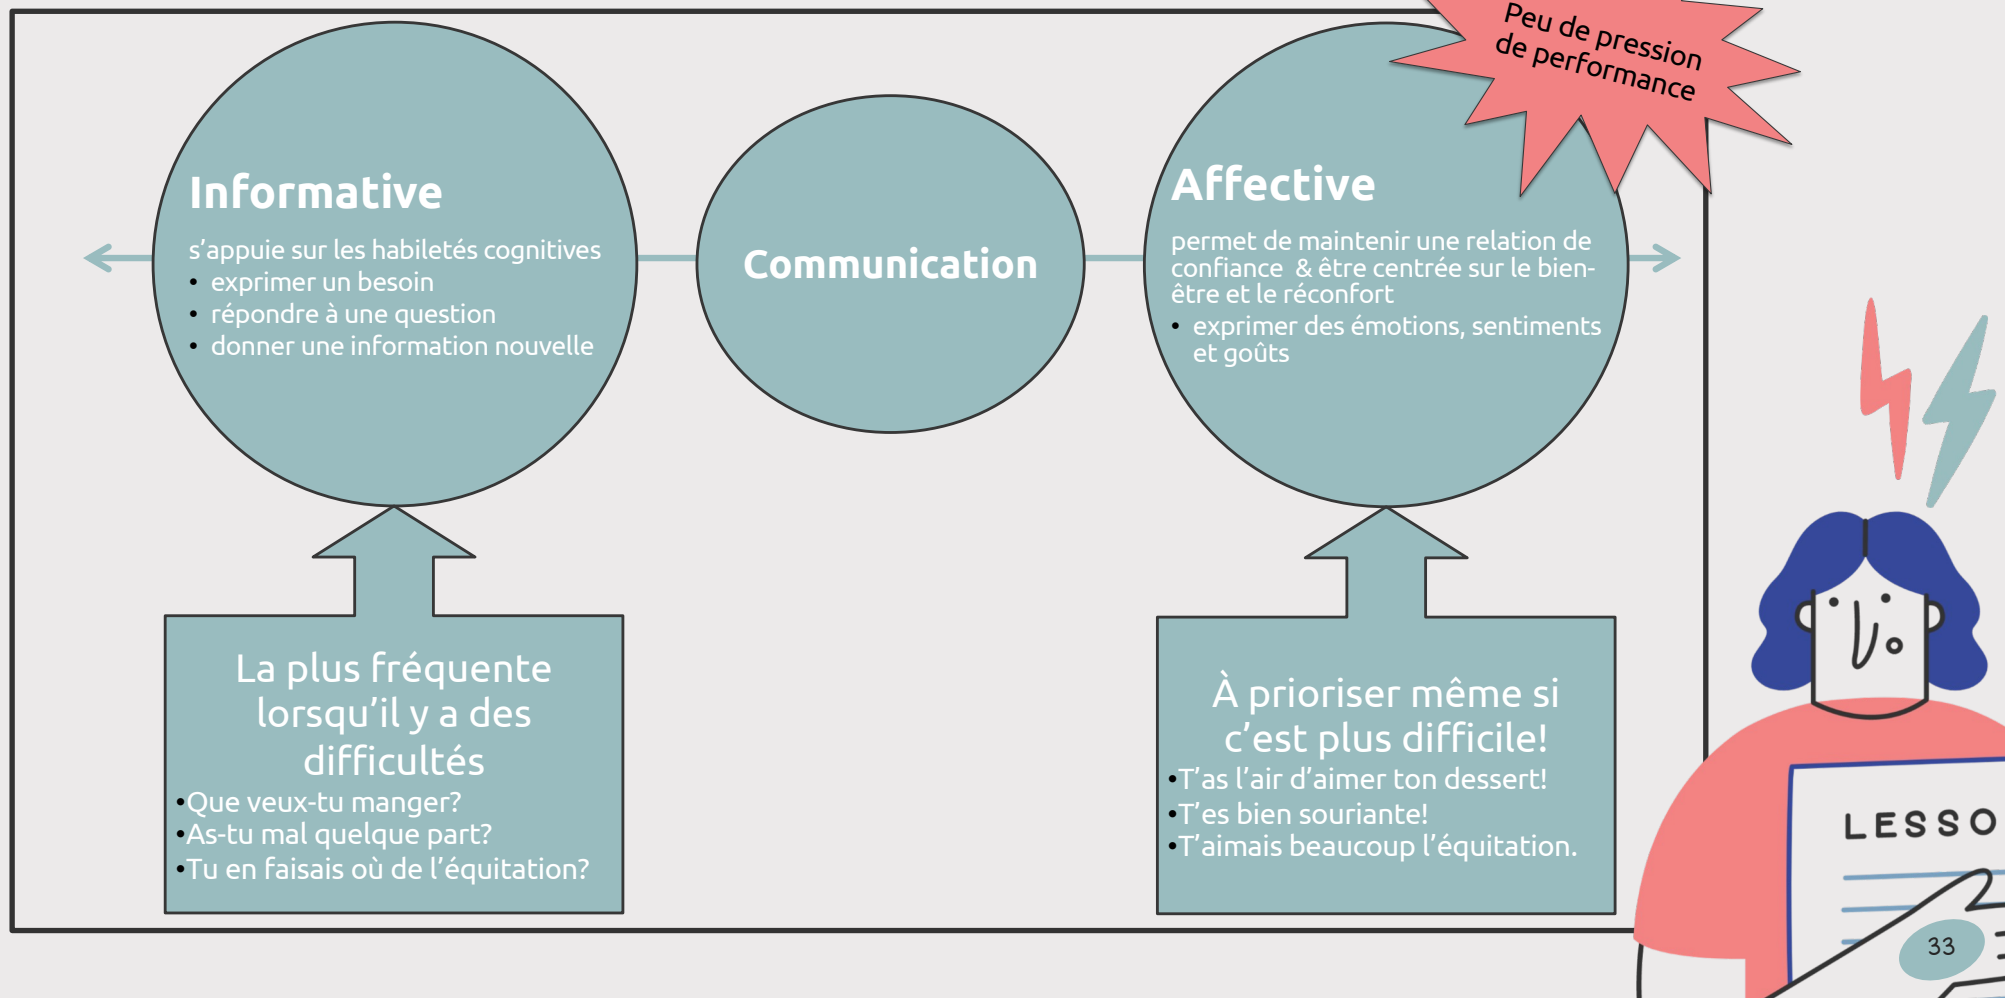 Peu de pression
de performance
Informative
s'appuie sur les habiletés cognitives
• exprimer un besoin
• répondre à une question
• donner une information nouvelle
Communication
Affective
permet de maintenir une relation de
confiance & être centrée sur le bien-
être et le réconfort
• exprimer des émotions, sentiments
et goûts
La plus fréquente
lorsqu'il y a des
difficultés
•Que veux-tu manger?
•As-tu mal quelque part?
•Tu en faisais où de l'équitation?
À prioriser même si
c'est plus difficile!
•T'as l'air d'aimer ton dessert!
•T'es bien souriante!
•T'aimais beaucoup l'équitation.
LESSO
33